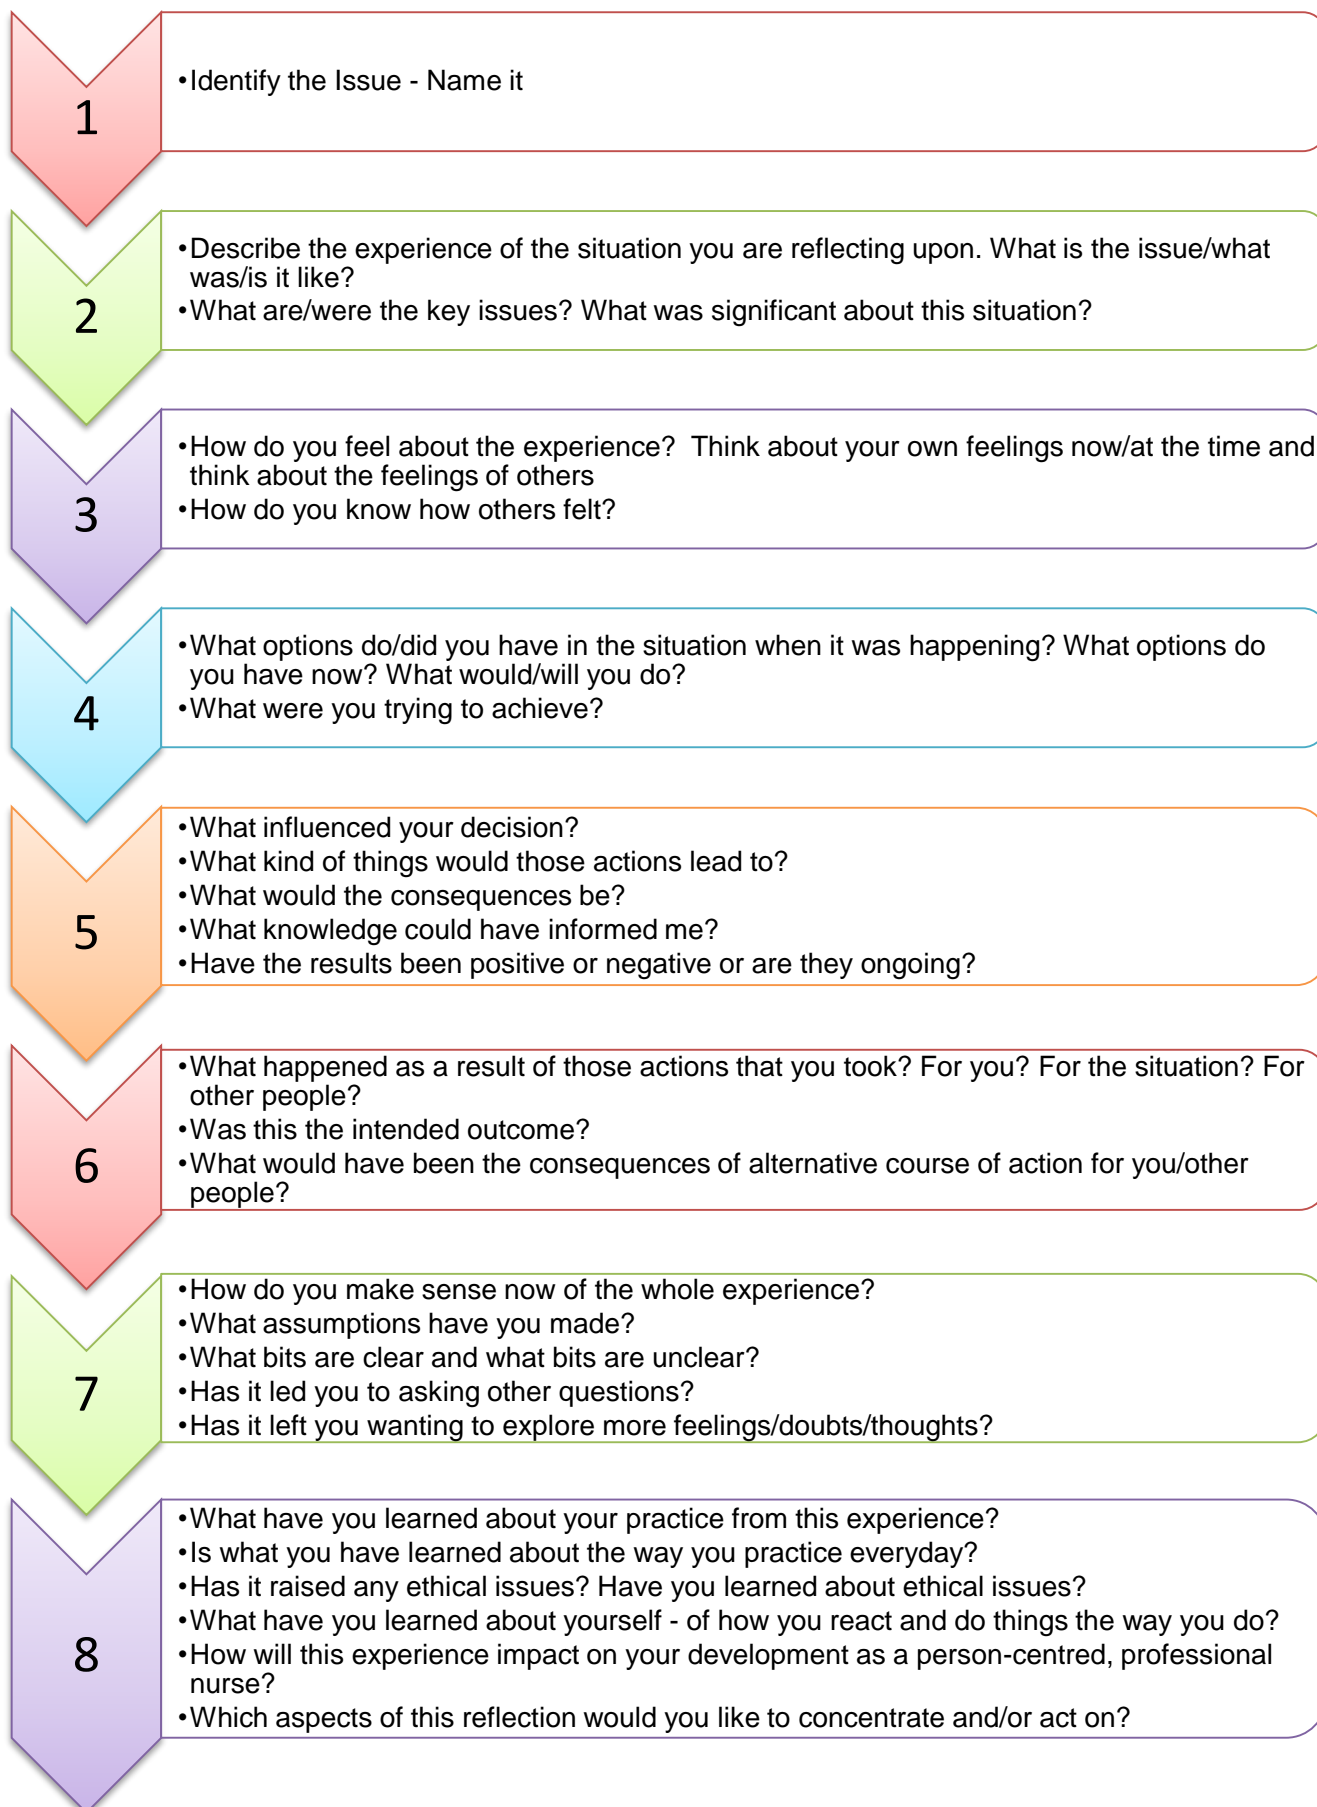 1
•Identify the Issue - Name it
2
•Describe the experience of the situation you are reflecting upon. What is the issue/what
was/is it like?
•What are/were the key issues? What was significant about this situation?
3
•How do you feel about the experience?  Think about your own feelings now/at the time and
think about the feelings of others
•How do you know how others felt?
4
•What options do/did you have in the situation when it was happening? What options do
you have now? What would/will you do?
•What were you trying to achieve?
5
•What influenced your decision?
•What kind of things would those actions lead to?
•What would the consequences be?
•What knowledge could have informed me?
•Have the results been positive or negative or are they ongoing?
6
•What happened as a result of those actions that you took? For you? For the situation? For
other people?
•Was this the intended outcome?
•What would have been the consequences of alternative course of action for you/other
people?
7
•How do you make sense now of the whole experience?
•What assumptions have you made?
•What bits are clear and what bits are unclear?
•Has it led you to asking other questions?
•Has it left you wanting to explore more feelings/doubts/thoughts?
8
•What have you learned about your practice from this experience?
•Is what you have learned about the way you practice everyday?
•Has it raised any ethical issues? Have you learned about ethical issues?
•What have you learned about yourself - of how you react and do things the way you do?
•How will this experience impact on your development as a person-centred, professional
nurse?
•Which aspects of this reflection would you like to concentrate and/or act on?